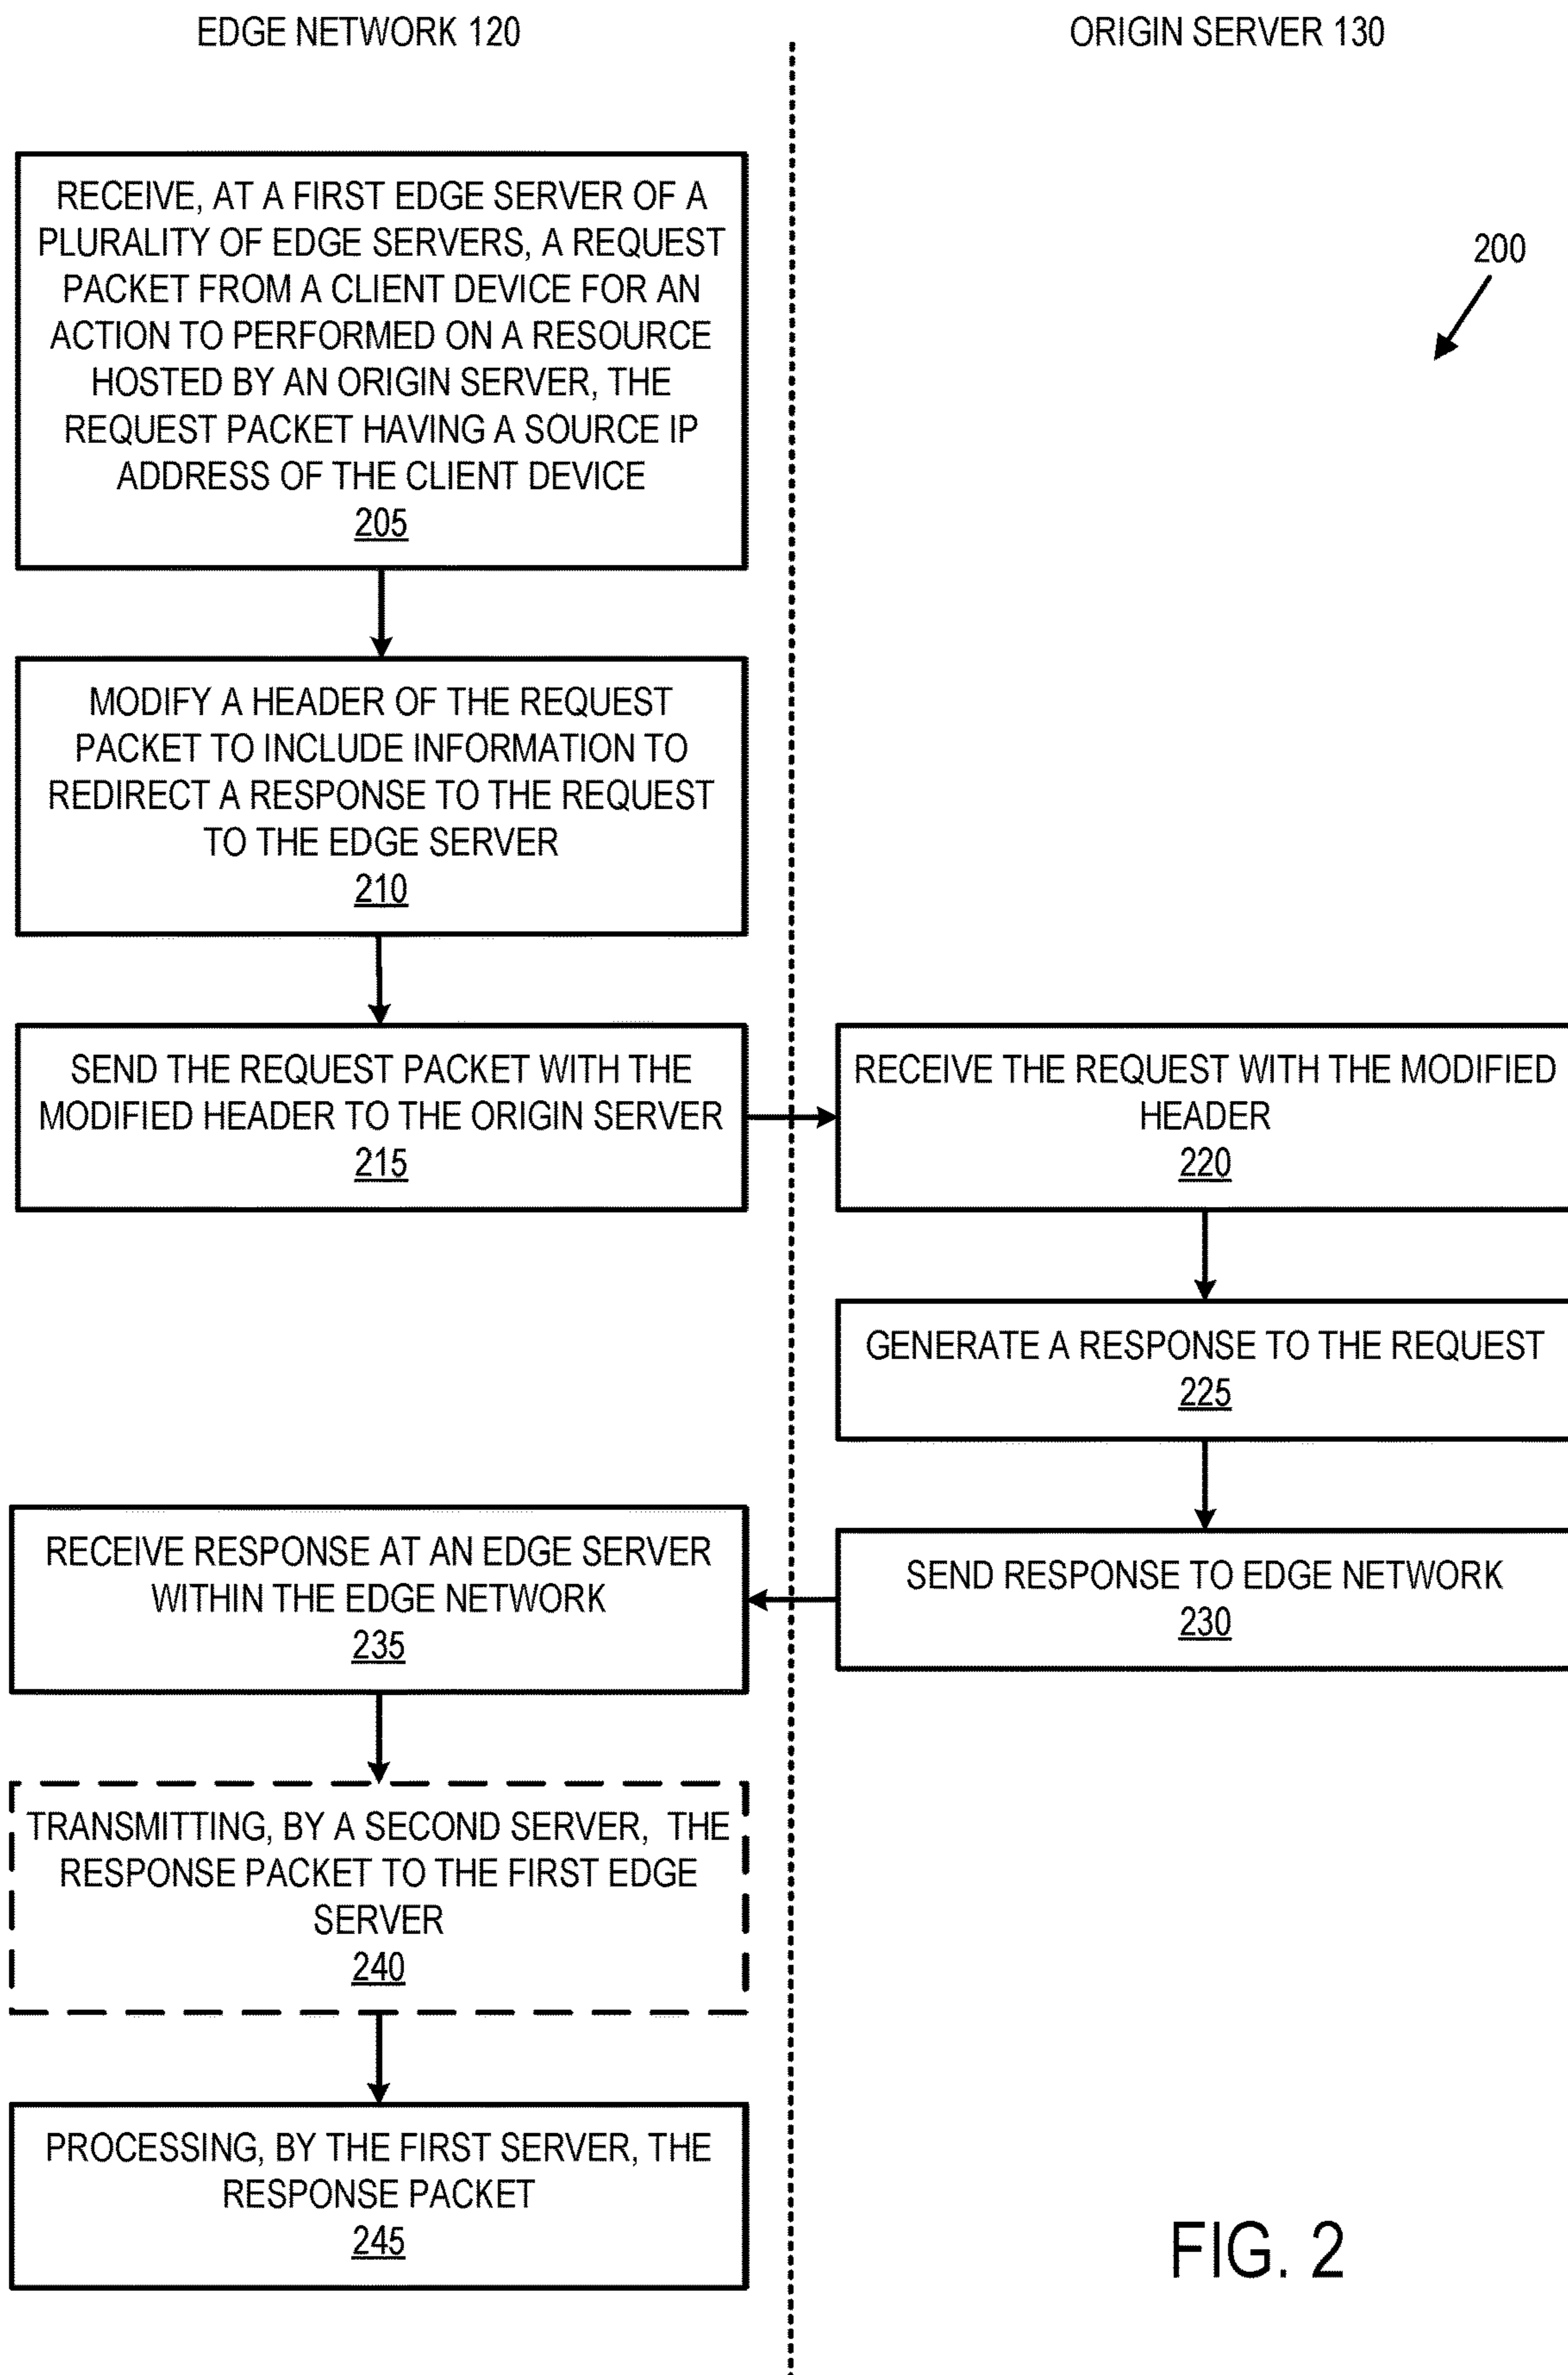 EDGE NETWORK 120
ORIGIN SERVER 130
200
RECEIVE, AT A FIRST EDGE SERVER OF A
PLURALITY OF EDGE SERVERS, A REQUEST
PACKET FROM A CLIENT DEVICE FOR AN
ACTION TO PERFORMED ON A RESOURCE
HOSTED BY AN ORIGIN SERVER, THE
REQUEST PACKET HAVING A SOURCE IP
ADDRESS OF THE CLIENT DEVICE
205
MODIFY A HEADER OF THE REQUEST
PACKET TO INCLUDE INFORMATION TO
REDIRECT A RESPONSE TO THE REQUEST
TO THE EDGE SERVER
210
SEND THE REQUEST PACKET WITH THE
MODIFIED HEADER TO THE ORIGIN SERVER
215
RECEIVE THE REQUEST WITH THE MODIFIED
HEADER
220
GENERATE A RESPONSE TO THE REQUEST
225
SEND RESPONSE TO EDGE NETWORK
230
RECEIVE RESPONSE AT AN EDGE SERVER
WITHIN THE EDGE NETWORK
235
TRANSMITTING, BY A SECOND SERVER, THE
RESPONSE PACKET TO THE FIRST EDGE
SERVER
240
PROCESSING, BY THE FIRST SERVER, THE
RESPONSE PACKET
245
FIG. 2